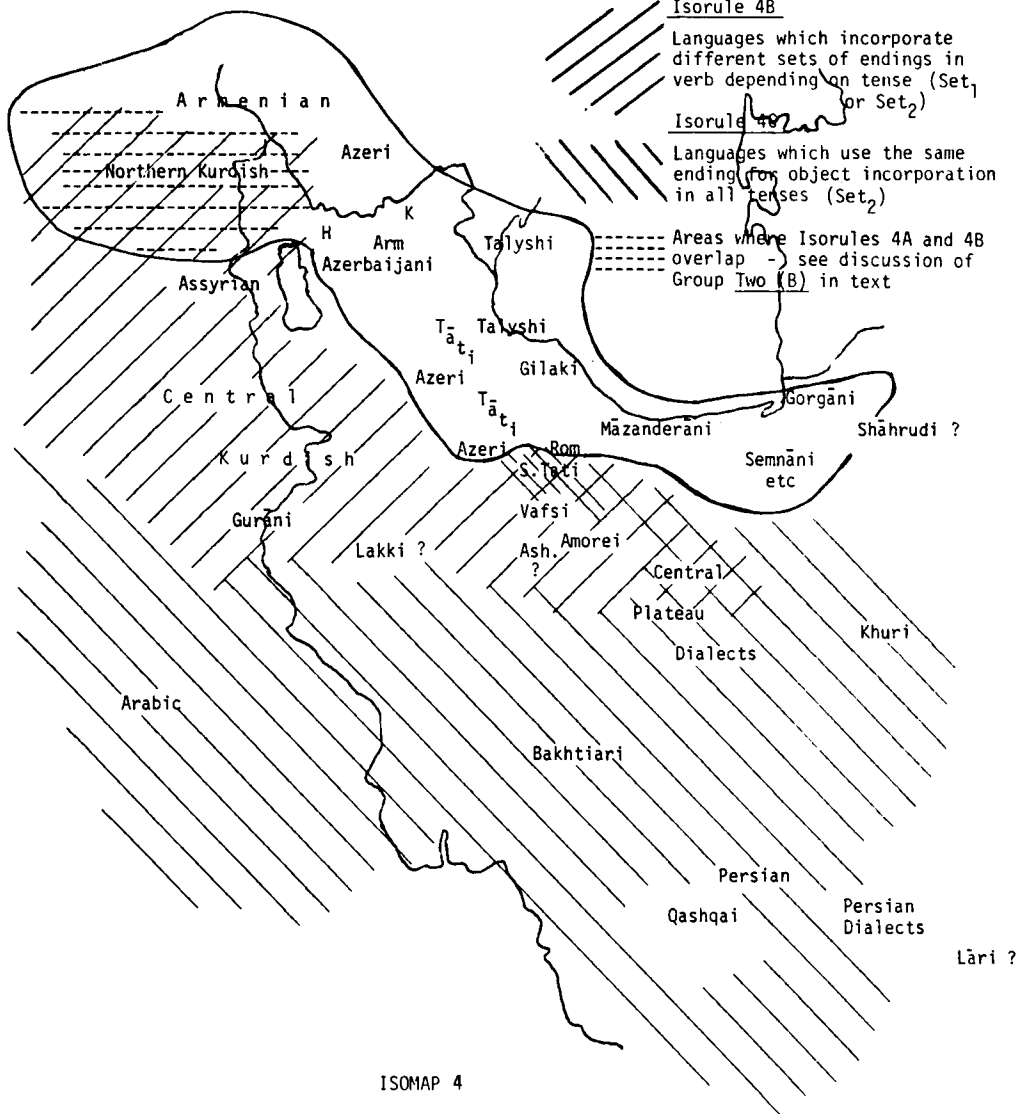 Isorule 4B
Languages which incorporate
different sets of endings in
verb depending on tense (Set₁
or Set₂)
Isorule 4C
Languages which use the same
ending for object incorporation
in all tenses (Set₂)
Areas where Isorules 4A and 4B
overlap - see discussion of
Group Two (B) in text
Armenian
Azeri
Northern Kurdish
K
H
Arm
Talyshi
Azerbaijani
Assyrian
Tāti
Talyshi
Gilaki
Azeri
Central
Tāti
Gorgāni
Māzanderāni
Shāhrudi ?
Kurdish
Azeri
Rom
Semnāni
etc
S.Tati
Vafsi
Gurāni
Amorei
Lakki ?
Ash.
?
Central
Plateau
Khuri
Dialects
Arabic
Bakhtiari
Persian
Qashqai
Persian
Dialects
Lāri ?
ISOMAP 4